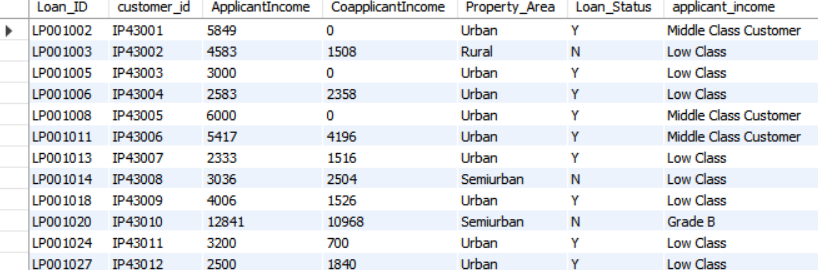 Loan_ID customer_id ApplicantIncome CoapplicantIncome Property_Area Loan_Status applicant_income
LP001002 IP43001 5849 0 Urban Y Middle Class Customer
LP001003 IP43002 4583 1508 Rural N Low Class
LP001005 IP43003 3000 0 Urban Y Low Class
LP001006 IP43004 2583 2358 Urban Y Low Class
LP001008 IP43005 6000 0 Urban Y Middle Class Customer
LP001011 IP43006 5417 4196 Urban Y Middle Class Customer
LP001013 IP43007 2333 1516 Urban Y Low Class
LP001014 IP43008 3036 2504 Semiurban N Low Class
LP001018 IP43009 4006 1526 Urban Y Low Class
LP001020 IP43010 12841 10968 Semiurban N Grade B
LP001024 IP43011 3200 700 Urban Y Low Class
LP001027 IP43012 2500 1840 Urban Y Low Class